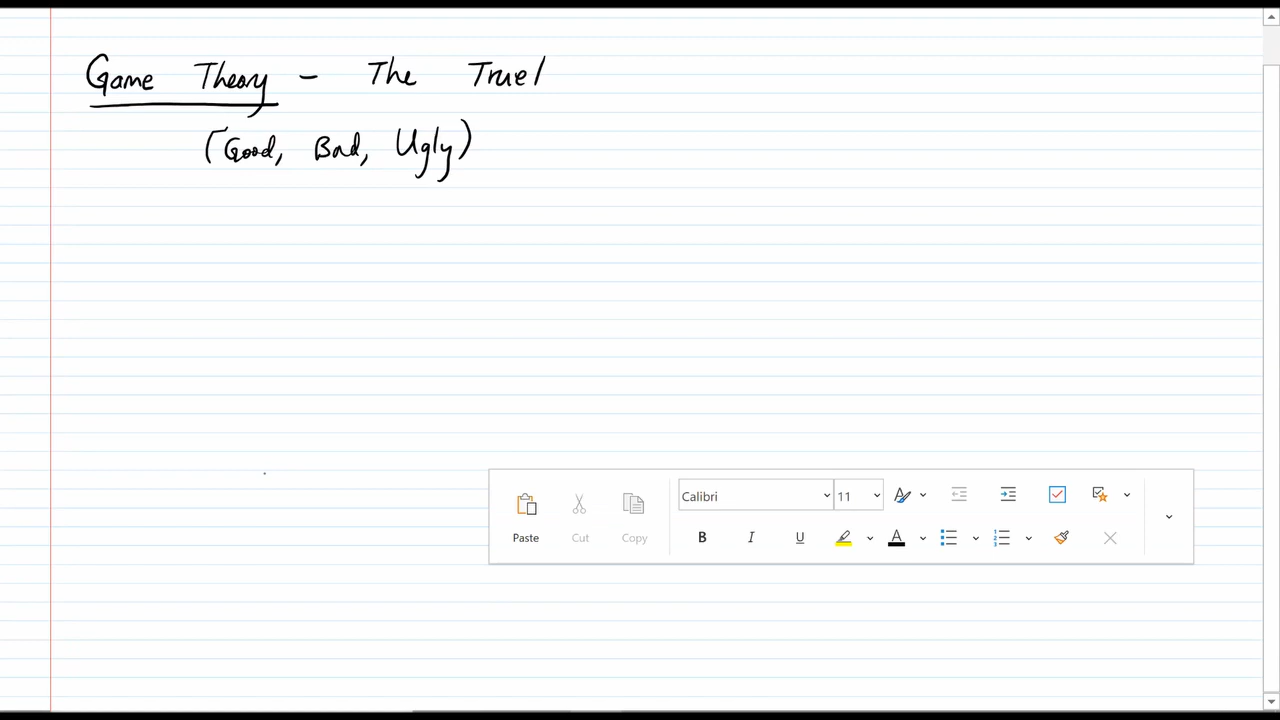 Game Theory - The Truel
(Good, Bad, Ugly)
Calibri 11
Paste Cut Copy B I U A